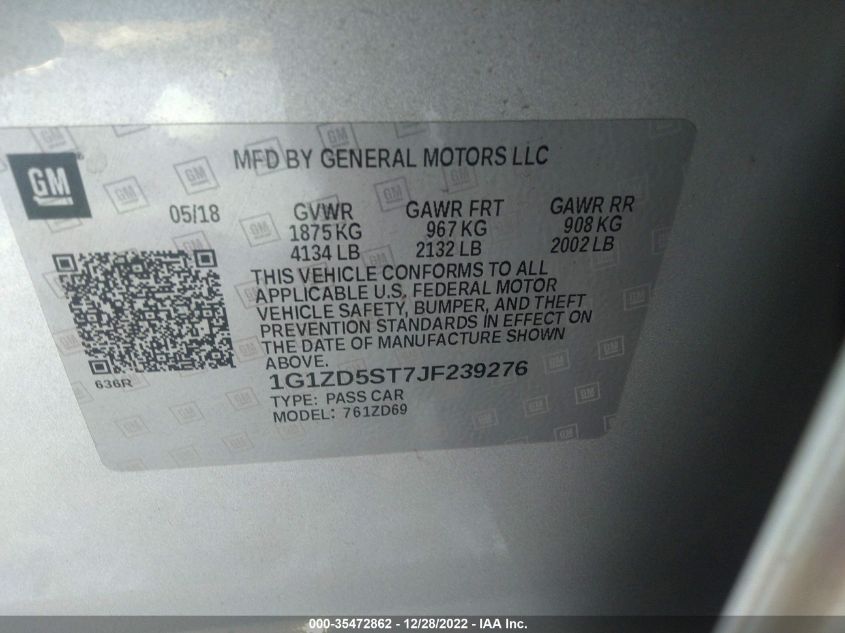 MFD BY GENERAL MOTORS LLC
GM
05/18 GVWR GAWR FRT GAWR RR
1875 KG 967 KG 908 KG
4134 LB 2132 LB 2002 LB
THIS VEHICLE CONFORMS TO ALL
APPLICABLE U.S. FEDERAL MOTOR
VEHICLE SAFETY, BUMPER, AND THEFT
PREVENTION STANDARDS IN EFFECT ON
THE DATE OF MANUFACTURE SHOWN
ABOVE.
636R
1G1ZD5ST7JF239276
TYPE: PASS CAR
MODEL: 761ZD69
000-35472862 - 12/28/2022 - IAA Inc.